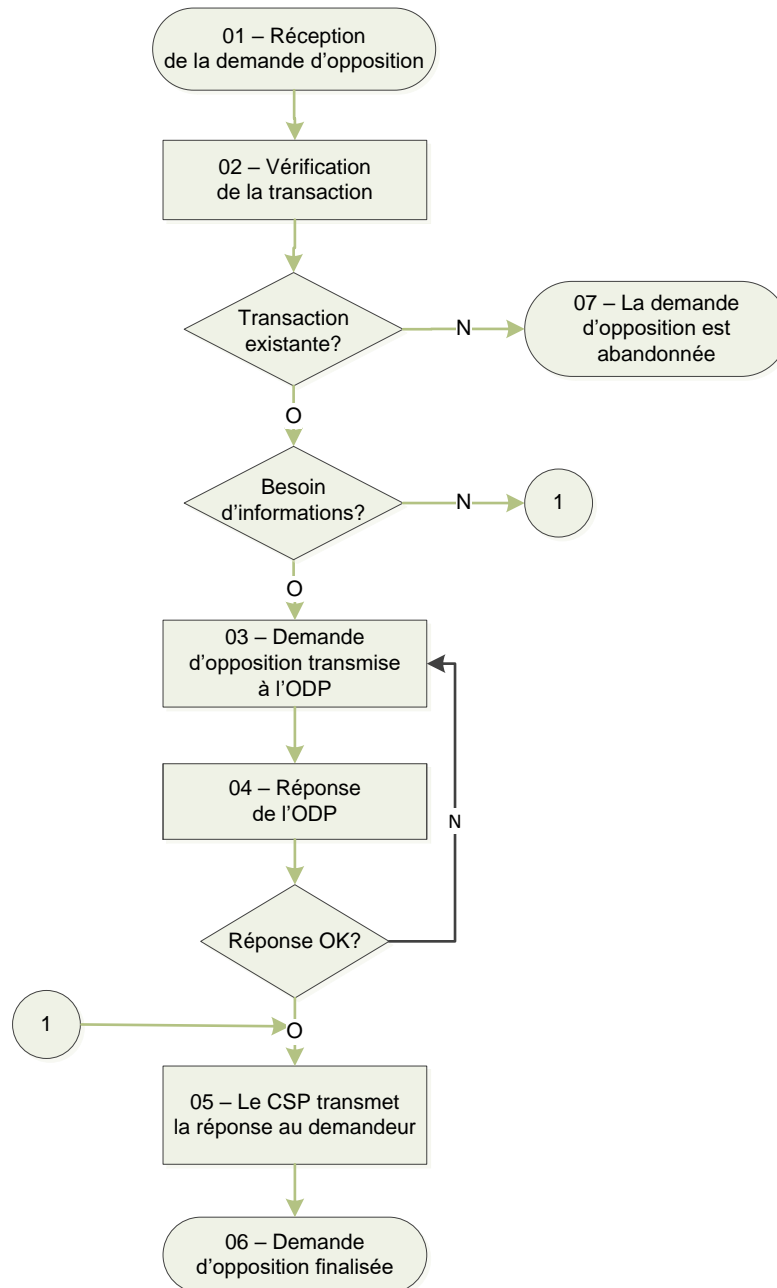 01 – Réception
de la demande d’opposition
02 – Vérification
de la transaction
Transaction
existante?
N
07 – La demande
d’opposition est
abandonnée
O
Besoin
d’informations?
N
1
O
03 – Demande
d’opposition transmise
à l’ODP
04 – Réponse
de l’ODP
N
Réponse OK?
1
O
05 – Le CSP transmet
la réponse au demandeur
06 – Demande
d’opposition finalisée